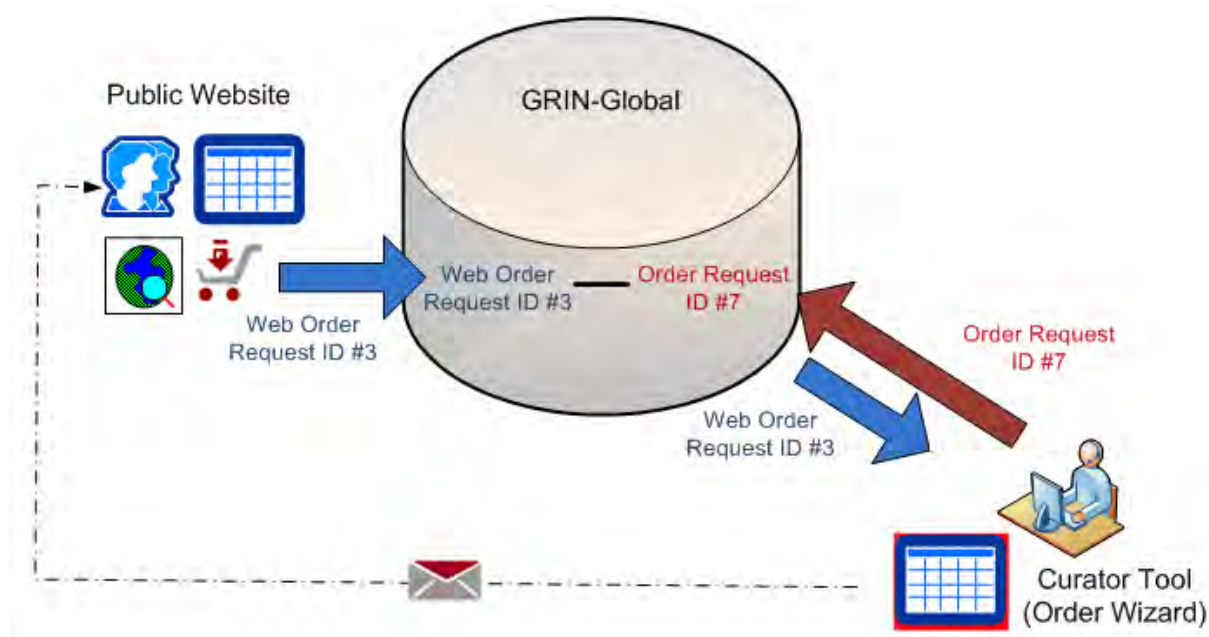 Public Website
GRIN-Global
Web Order
Request ID #3
Order Request
ID #7
Web Order
Request ID #3
Order Request
ID #7
Web Order
Request ID #3
Curator Tool
(Order Wizard)